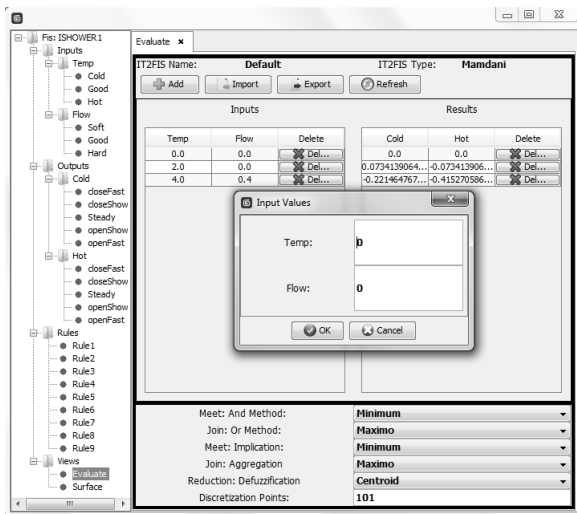 Fis: ISHOWER1
Inputs
Temp
Cold
Good
Hot
Flow
Soft
Good
Hard
Outputs
Cold
closeFast
closeShow
Steady
openShow
openFast
Hot
closeFast
closeShow
Steady
openShow
openFast
Rules
Rule1
Rule2
Rule3
Rule4
Rule5
Rule6
Rule7
Rule8
Rule9
Views
Evaluate
Surface
Evaluate
IT2FIS Name: Default IT2FIS Type: Mamdani
Add Import Export Refresh
Inputs Results
Temp Flow Delete Cold Hot Delete
0.0 0.0 Del... 0.0 0.0 Del...
2.0 0.0 Del... 0.0734139064... -0.073413906... Del...
4.0 0.4 Del... -0.221464767... -0.415270586... Del...
Input Values
Temp: 0
Flow: 0
OK Cancel
Meet: And Method: Minimum
Join: Or Method: Maximo
Meet: Implication: Minimum
Join: Aggregation Maximo
Reduction: Defuzzification Centroid
Discretization Points: 101